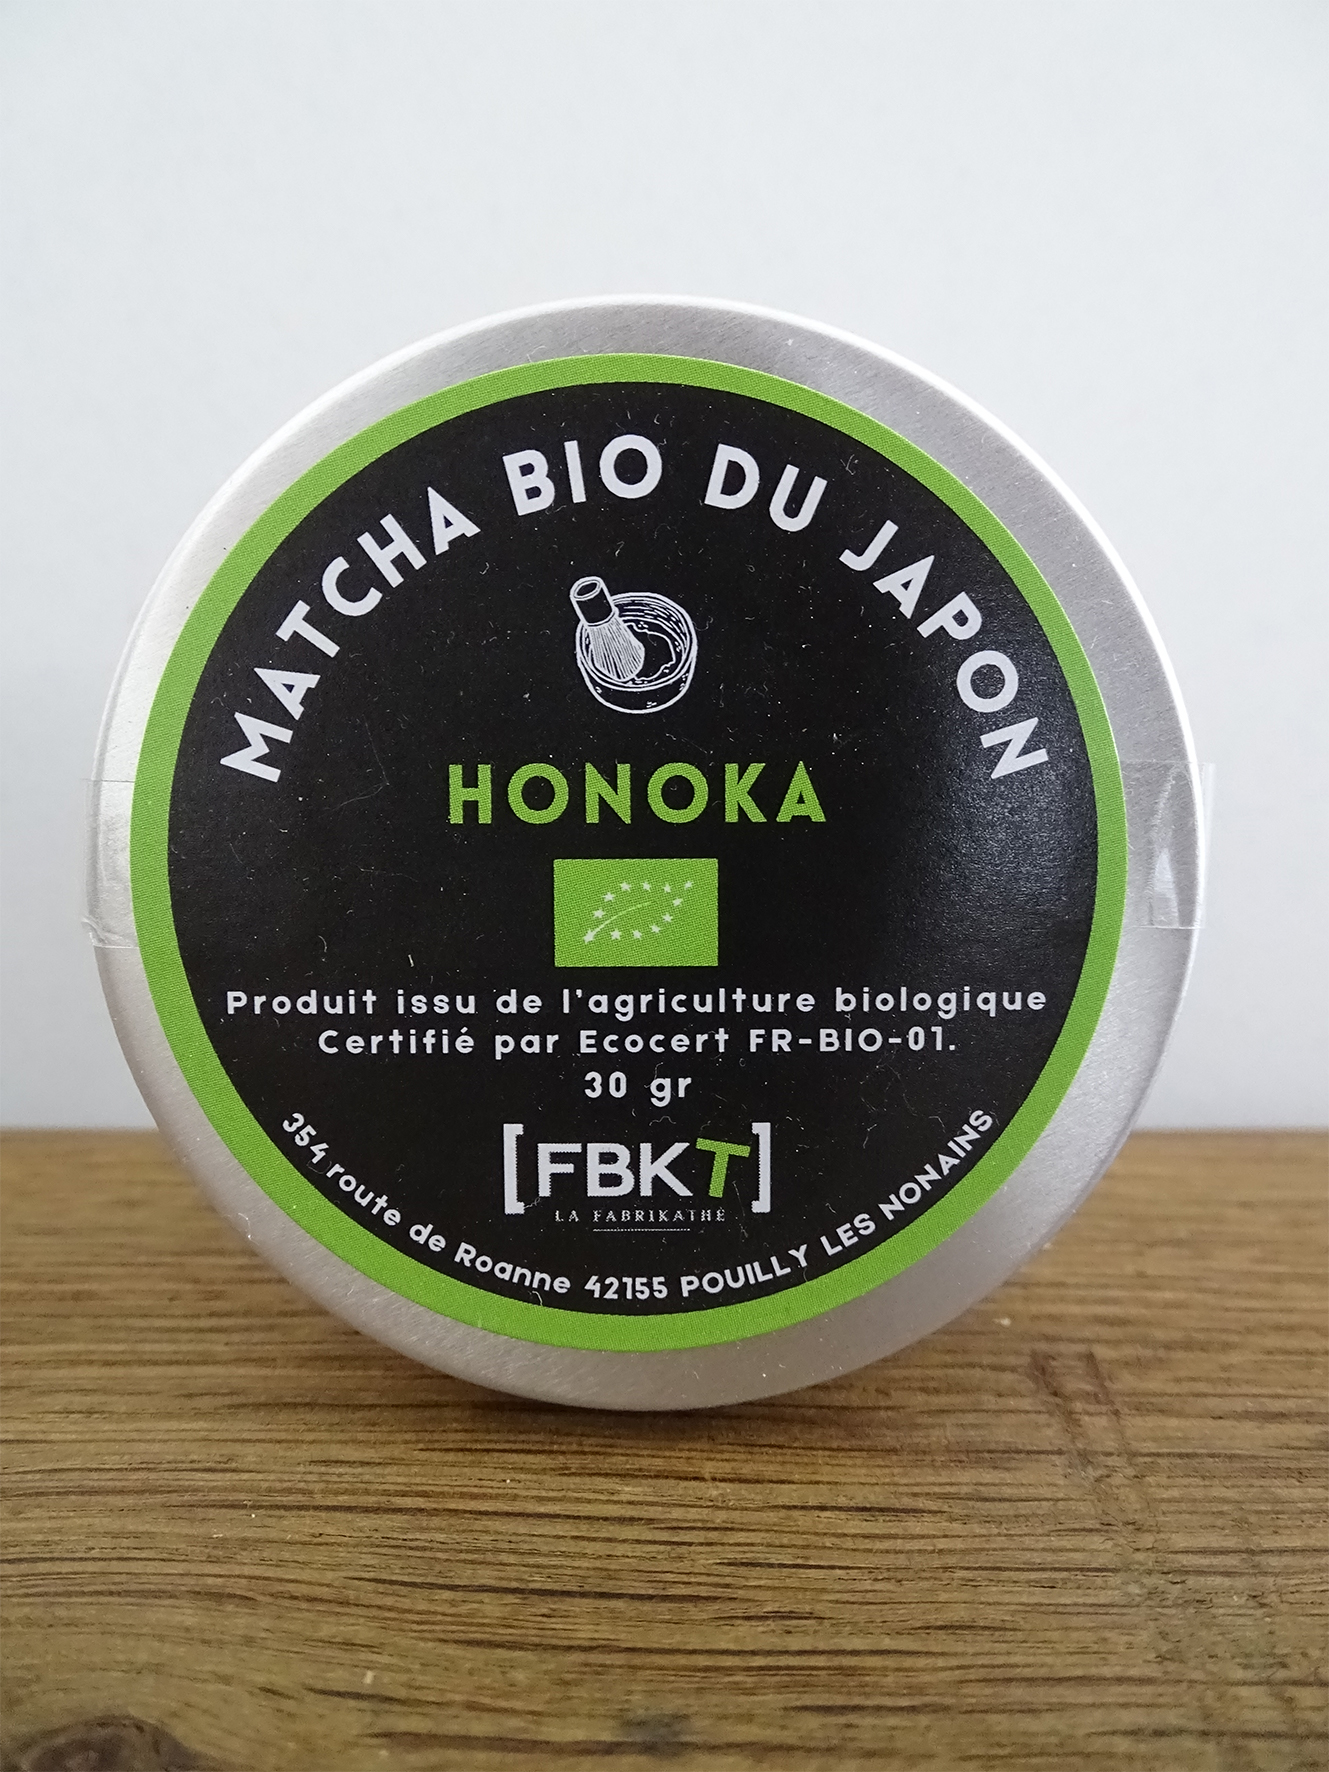 MATCHA BIO DU JAPON
HONOKA
Produit issu de l'agriculture biologique
Certifié par Ecocert FR-BIO-01.
30 gr
[FBKT]
LA FABRIKATHÉ
354 route de Roanne 42155 POUILLY LES NONAINS